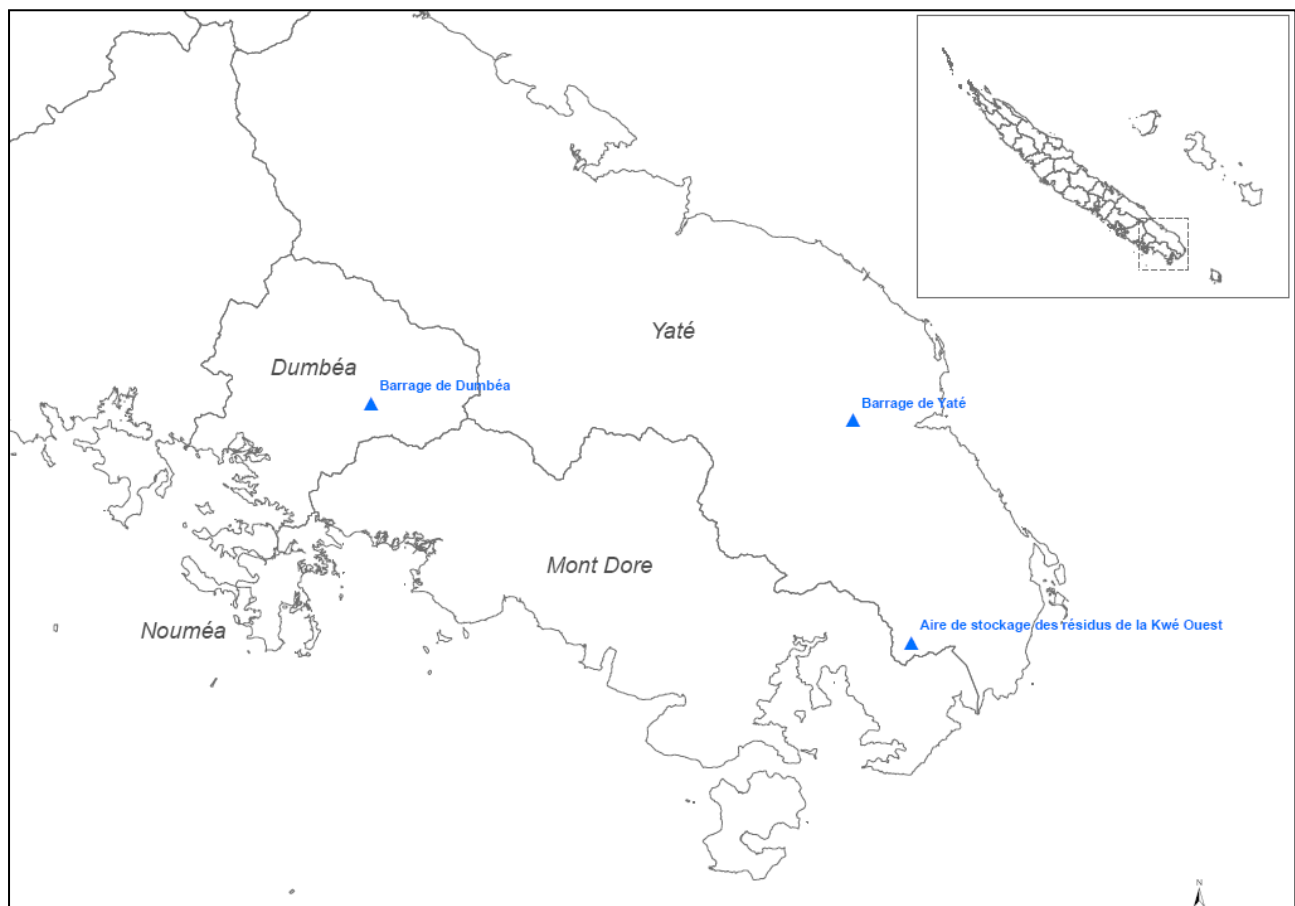 Yaté
Dumbéa
Barrage de Dumbéa
Barrage de Yaté
Mont Dore
Nouméa
Aire de stockage des résidus de la Kwé Ouest
N